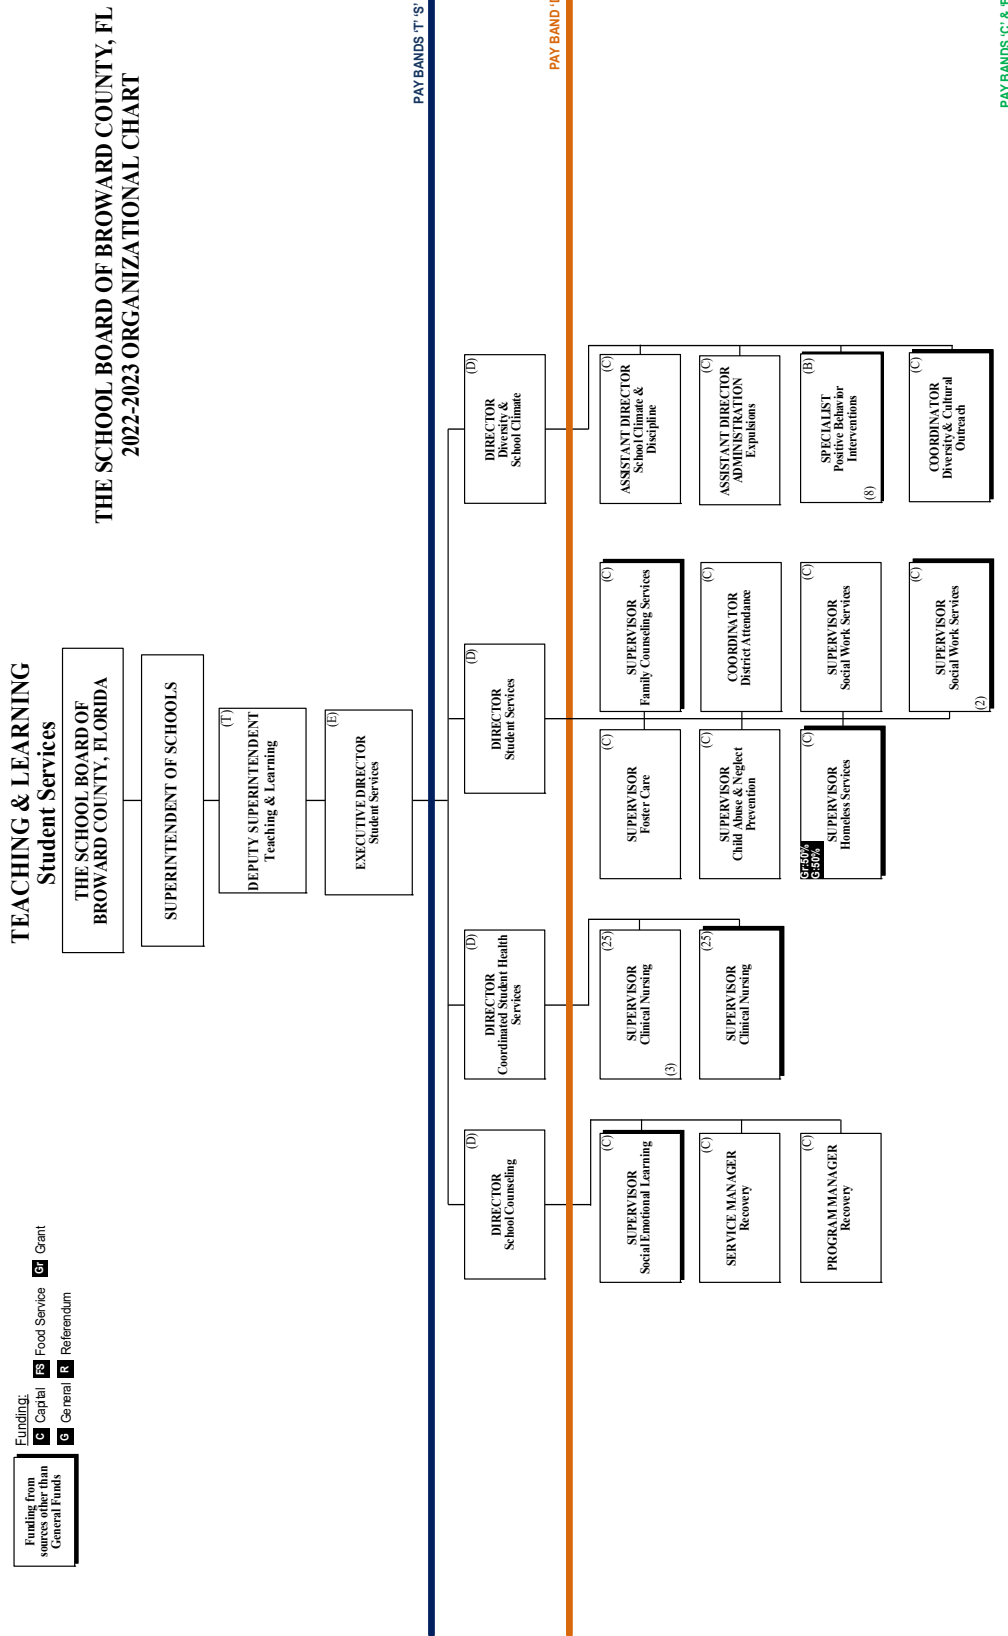 TEACHING & LEARNING
Student Services
THE SCHOOL BOARD OF BROWARD COUNTY, FL
2022-2023 ORGANIZATIONAL CHART
Funding from
sources other than
General Funds
Funding:
C Capital FS Food Service Gr Grant
G General R Referendum
THE SCHOOL BOARD OF
BROWARD COUNTY, FLORIDA
SUPERINTENDENT OF SCHOOLS
(T)
DEPUTY SUPERINTENDENT
Teaching & Learning
(E)
EXECUTIVE DIRECTOR
Student Services
PAY BANDS 'T' 'S'
(D)
DIRECTOR
School Counseling
(D)
DIRECTOR
Coordinated Student Health
Services
(D)
DIRECTOR
Student Services
(D)
DIRECTOR
Diversity &
School Climate
PAY BAND 'D
(C)
SUPERVISOR
Social Emotional Learning
(C)
SERVICE MANAGER
Recovery
(C)
PROGRAM MANAGER
Recovery
(25)
SUPERVISOR
Clinical Nursing
(3)
(25)
SUPERVISOR
Clinical Nursing
(C)
SUPERVISOR
Foster Care
(C)
SUPERVISOR
Child Abuse & Neglect
Prevention
Gr:50%
G:50%
(C)
SUPERVISOR
Homeless Services
(C)
SUPERVISOR
Family Counseling Services
(C)
COORDINATOR
District Attendance
(C)
SUPERVISOR
Social Work Services
(C)
SUPERVISOR
Social Work Services
(2)
(C)
ASSISTANT DIRECTOR
School Climate &
Discipline
(C)
ASSISTANT DIRECTOR
ADMINISTRATION
Expulsions
(B)
SPECIALIST
Positive Behavior
Interventions
(8)
(C)
COORDINATOR
Diversity & Cultural
Outreach
PAY BANDS 'C' &